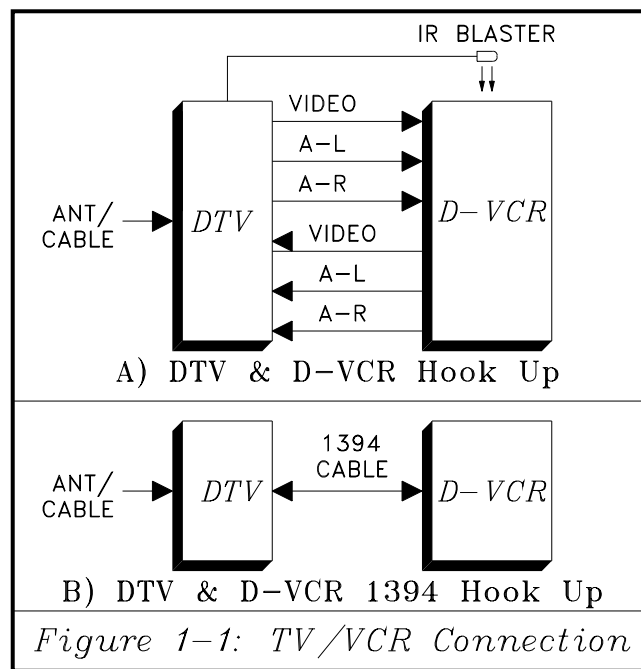 IR BLASTER
VIDEO
A-L
A-R
ANT/
CABLE
DTV
D-VCR
VIDEO
A-L
A-R
A) DTV & D-VCR Hook Up
1394
CABLE
ANT/
CABLE
DTV
D-VCR
B) DTV & D-VCR 1394 Hook Up
Figure 1-1: TV/VCR Connection